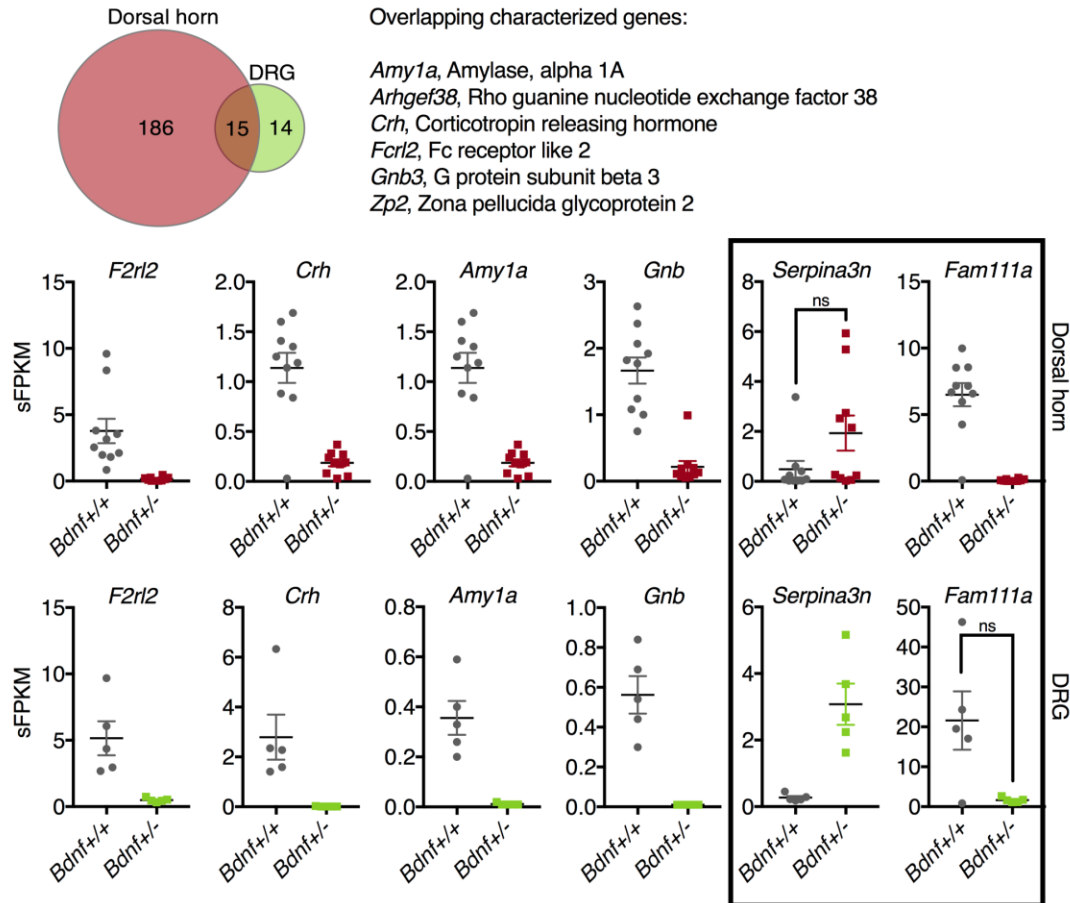 Dorsal horn
DRG
186
15
14
Overlapping characterized genes:
Amy1a, Amylase, alpha 1A
Arhgef38, Rho guanine nucleotide exchange factor 38
Crh, Corticotropin releasing hormone
Fcrl2, Fc receptor like 2
Gnb3, G protein subunit beta 3
Zp2, Zona pellucida glycoprotein 2
F2rl2
sFPKM
15
10
5
0
Bdnf+/+
Bdnf+/-
Crh
2.0
1.5
1.0
0.5
0.0
Bdnf+/+
Bdnf+/-
Amy1a
2.0
1.5
1.0
0.5
0.0
Bdnf+/+
Bdnf+/-
Gnb
3
2
1
0
Bdnf+/+
Bdnf+/-
Serpina3n
8
6
4
2
0
ns
Bdnf+/+
Bdnf+/-
Fam111a
15
10
5
0
Bdnf+/+
Bdnf+/-
Dorsal horn
F2rl2
sFPKM
15
10
5
0
Bdnf+/+
Bdnf+/-
Crh
8
6
4
2
0
Bdnf+/+
Bdnf+/-
Amy1a
0.8
0.6
0.4
0.2
0.0
Bdnf+/+
Bdnf+/-
Gnb
1.0
0.8
0.6
0.4
0.2
0.0
Bdnf+/+
Bdnf+/-
Serpina3n
6
4
2
0
Bdnf+/+
Bdnf+/-
Fam111a
50
40
30
20
10
0
ns
Bdnf+/+
Bdnf+/-
DRG